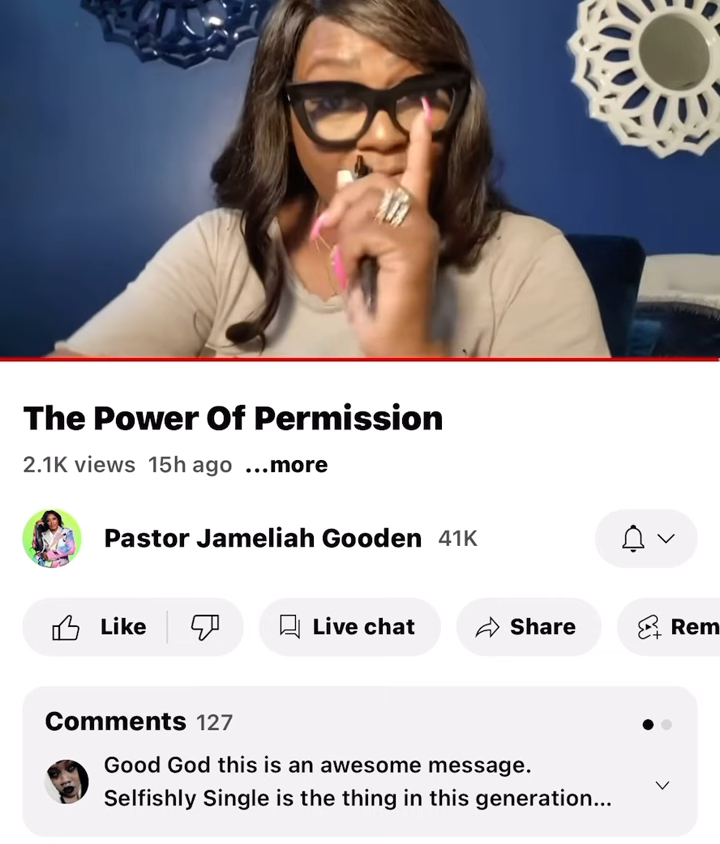 The Power Of Permission
2.1K views 15h ago ...more
Pastor Jameliah Gooden 41K
Like
Live chat
Share
Rem
Comments 127
Good God this is an awesome message.
Selfishly Single is the thing in this generation...